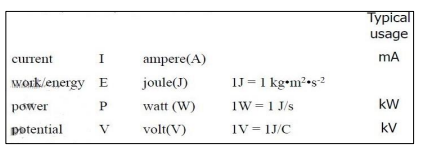 Typical
usage
current I ampere(A) mA
work/energy E joule(J) 1J = 1 kg•m²•s⁻²
power P watt (W) 1W = 1 J/s kW
potential V volt(V) 1V = 1J/C kV